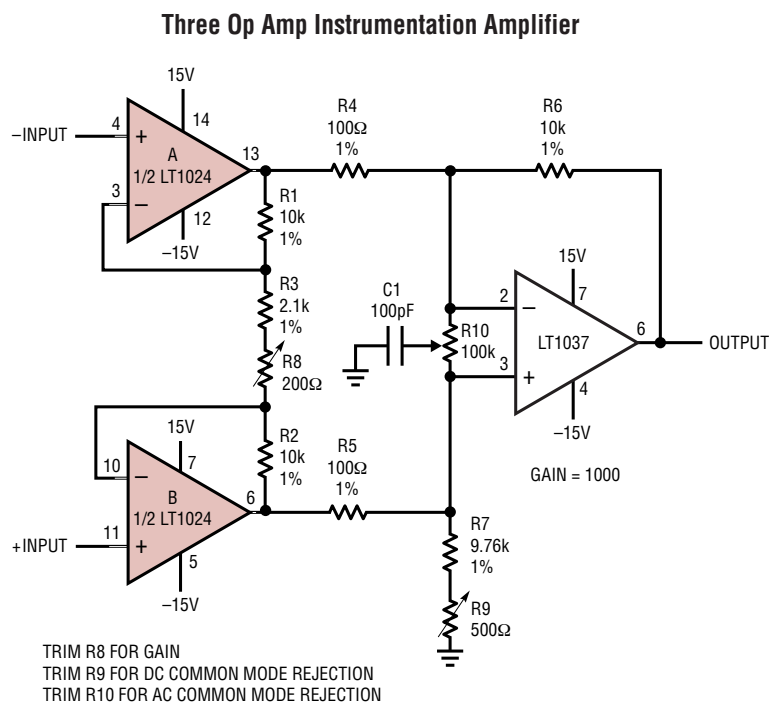 Three Op Amp Instrumentation Amplifier
15V
–INPUT
4
+
14
A
1/2 LT1024
13
3
–
12
–15V
R4
100Ω
1%
R6
10k
1%
R1
10k
1%
R3
2.1k
1%
R8
200Ω
C1
100pF
R10
100k
2
–
3
+
15V
7
LT1037
6
OUTPUT
4
–15V
GAIN = 1000
R2
10k
1%
R5
100Ω
1%
15V
10
–
7
B
1/2 LT1024
6
+INPUT
11
+
5
–15V
R7
9.76k
1%
R9
500Ω
TRIM R8 FOR GAIN
TRIM R9 FOR DC COMMON MODE REJECTION
TRIM R10 FOR AC COMMON MODE REJECTION